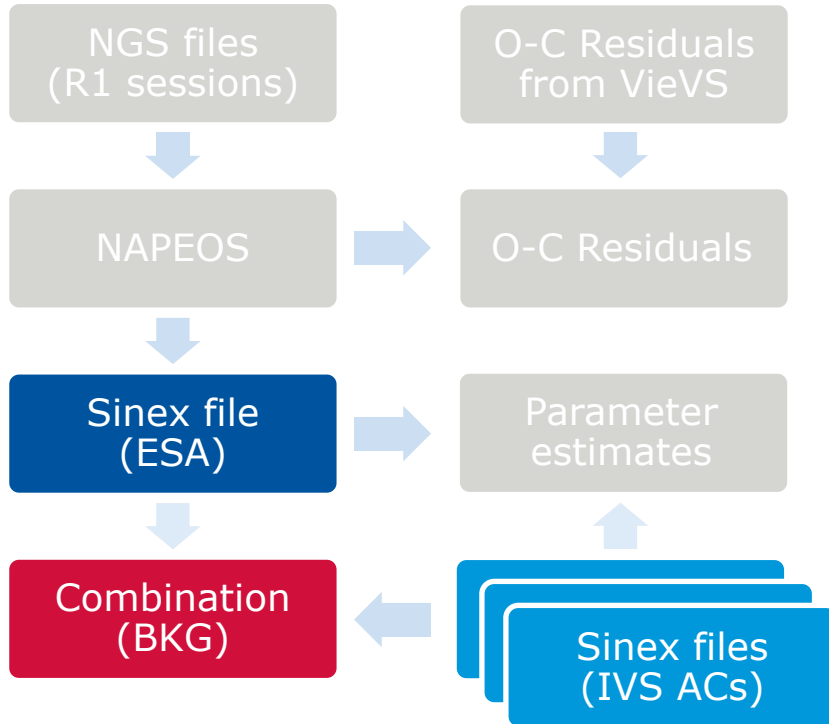 NGS files
(R1 sessions)
O-C Residuals
from VieVS
NAPEOS
O-C Residuals
Sinex file
(ESA)
Parameter
estimates
Combination
(BKG)
Sinex files
(IVS ACs)